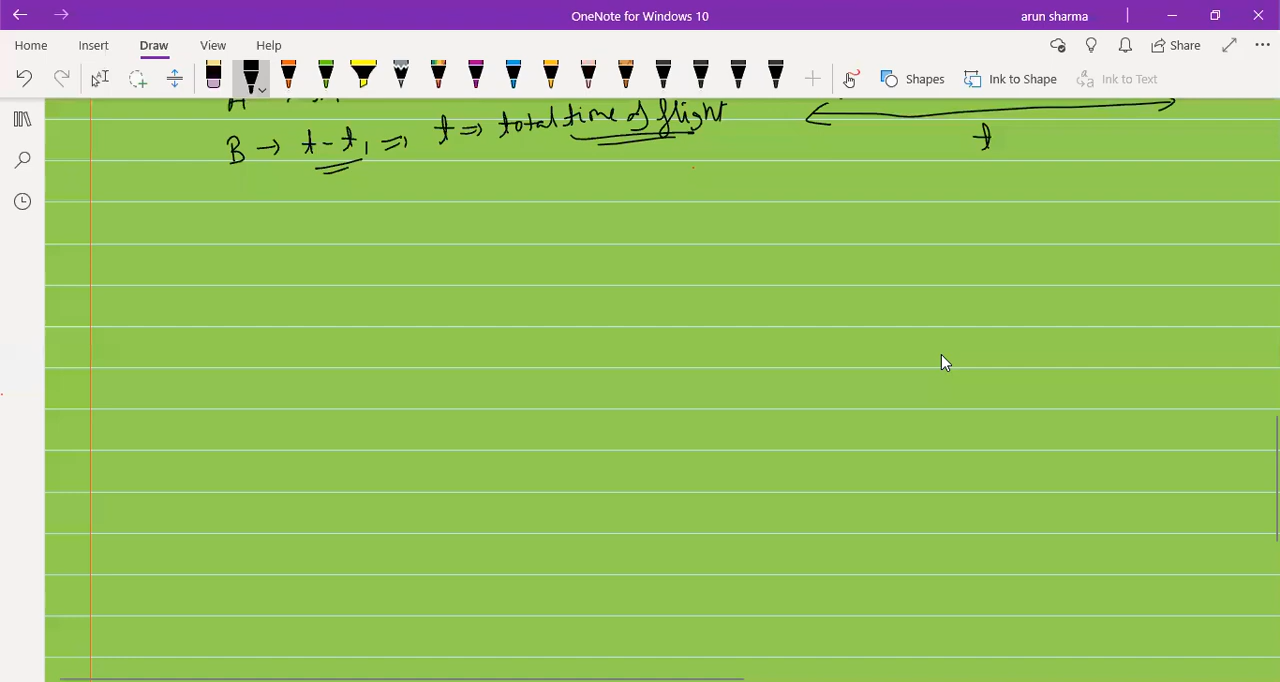 OneNote for Windows 10
arun sharma
Home Insert Draw View Help
Share
Shapes Ink to Shape Ink to Text
A
B → t - t₁ => t => total time of flight
t